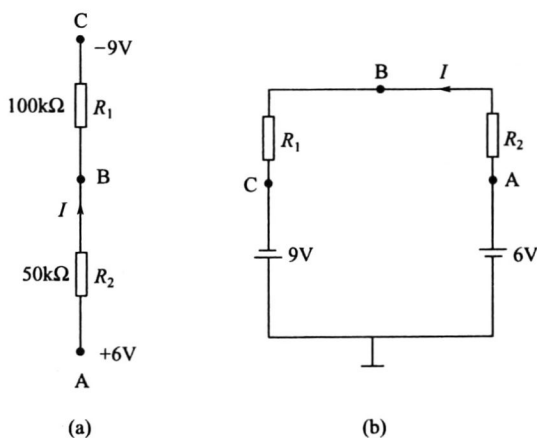 C
−9V
100kΩ R₁
B
I
50kΩ R₂
+6V
A
(a)
B I
R₁ R₂
C A
9V 6V
(b)